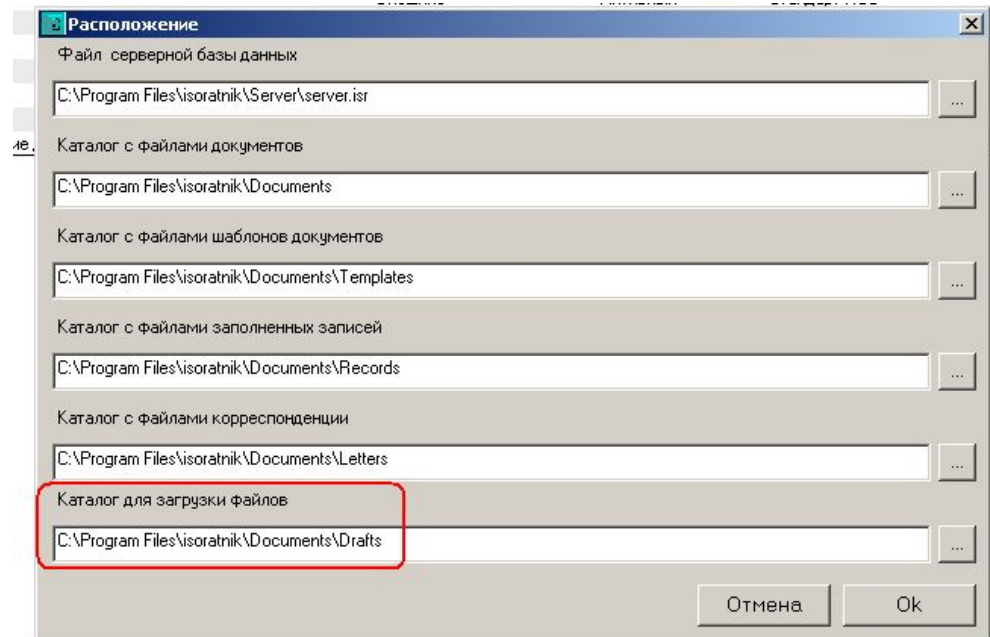 Расположение
Файл серверной базы данных
C:\Program Files\isoratnik\Server\server.isr
...
ие,
Каталог с файлами документов
C:\Program Files\isoratnik\Documents
...
Каталог с файлами шаблонов документов
C:\Program Files\isoratnik\Documents\Templates
...
Каталог с файлами заполненных записей
C:\Program Files\isoratnik\Documents\Records
...
Каталог с файлами корреспонденции
C:\Program Files\isoratnik\Documents\Letters
...
Каталог для загрузки файлов
C:\Program Files\isoratnik\Documents\Drafts
...
Отмена
Ok